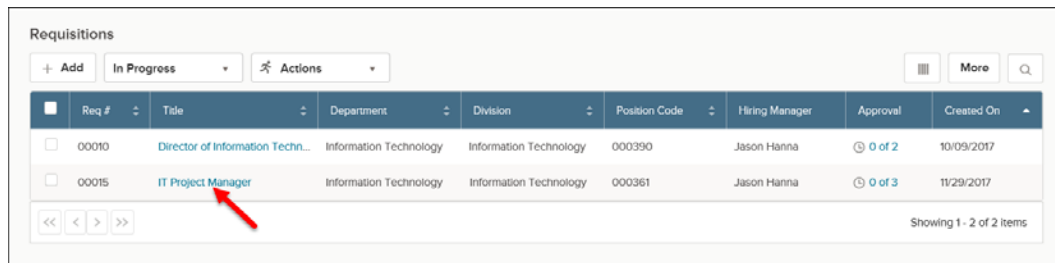 Requisitions
+ Add In Progress Actions More
Req # Title Department Division Position Code Hiring Manager Approval Created On
00010 Director of Information Techn... Information Technology Information Technology 000390 Jason Hanna 0 of 2 10/09/2017
00015 IT Project Manager Information Technology Information Technology 000361 Jason Hanna 0 of 3 11/29/2017
<< < > >> Showing 1 - 2 of 2 items